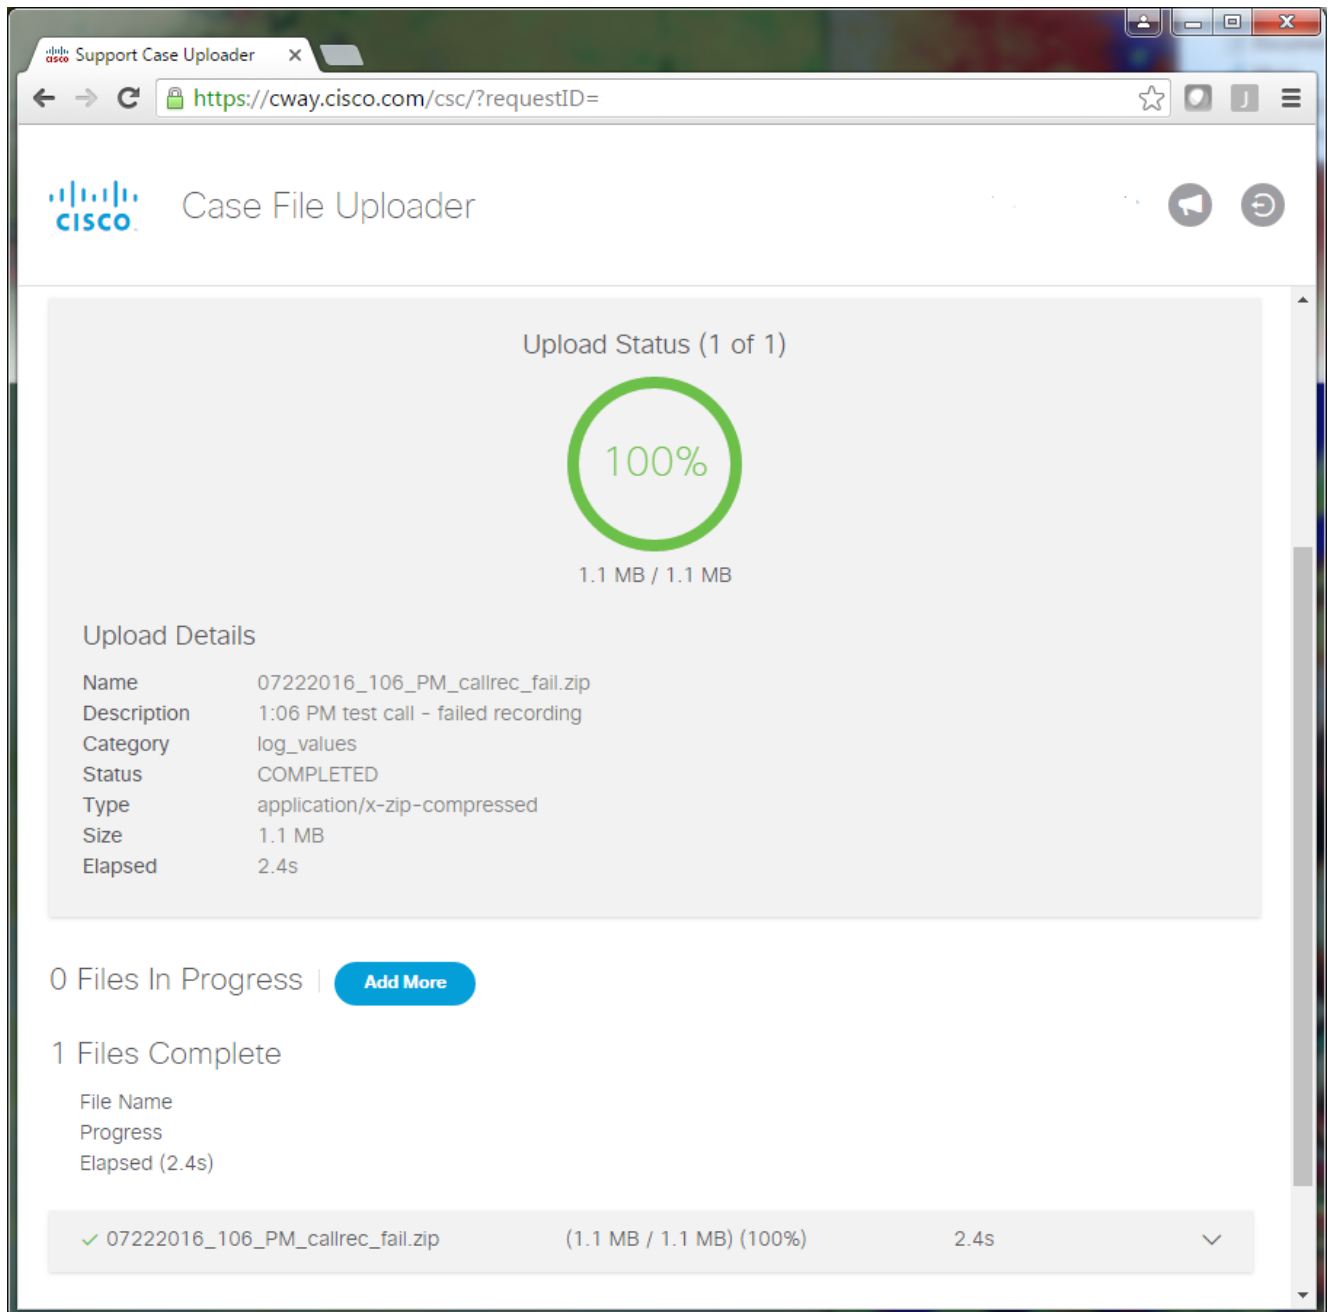 Support Case Uploader
https://cway.cisco.com/csc/?requestID=
J
CISCO
Case File Uploader
Upload Status (1 of 1)
100%
1.1 MB / 1.1 MB
Upload Details
Name 07222016_106_PM_callrec_fail.zip
Description 1:06 PM test call - failed recording
Category log_values
Status COMPLETED
Type application/x-zip-compressed
Size 1.1 MB
Elapsed 2.4s
0 Files In Progress Add More
1 Files Complete
File Name
Progress
Elapsed (2.4s)
07222016_106_PM_callrec_fail.zip (1.1 MB / 1.1 MB) (100%) 2.4s